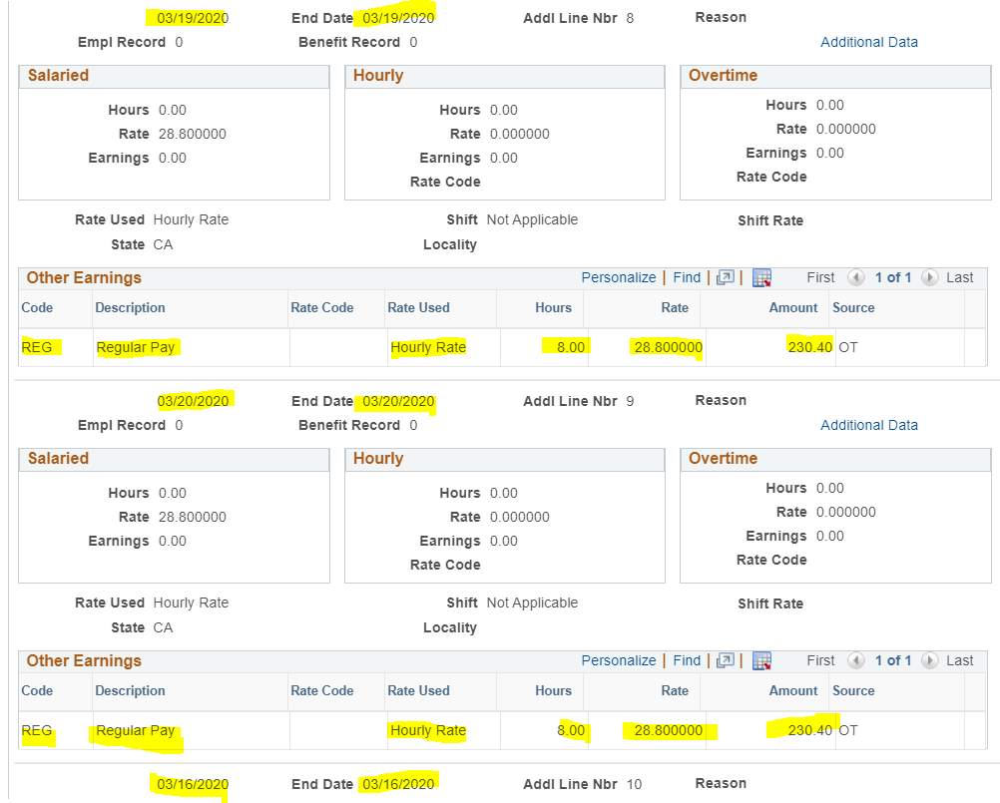 03/19/2020 End Date 03/19/2020 Addl Line Nbr 8 Reason
Empl Record 0 Benefit Record 0 Additional Data
Salaried Hourly Overtime
Hours 0.00 Hours 0.00 Hours 0.00
Rate 28.800000 Rate 0.000000 Rate 0.000000
Earnings 0.00 Earnings 0.00 Earnings 0.00
Rate Code Rate Code
Rate Used Hourly Rate Shift Not Applicable Shift Rate
State CA Locality
Other Earnings Personalize | Find | | First 1 of 1 Last
Code Description Rate Code Rate Used Hours Rate Amount Source
REG Regular Pay Hourly Rate 8.00 28.800000 230.40 OT
03/20/2020 End Date 03/20/2020 Addl Line Nbr 9 Reason
Empl Record 0 Benefit Record 0 Additional Data
Salaried Hourly Overtime
Hours 0.00 Hours 0.00 Hours 0.00
Rate 28.800000 Rate 0.000000 Rate 0.000000
Earnings 0.00 Earnings 0.00 Earnings 0.00
Rate Code Rate Code
Rate Used Hourly Rate Shift Not Applicable Shift Rate
State CA Locality
Other Earnings Personalize | Find | | First 1 of 1 Last
Code Description Rate Code Rate Used Hours Rate Amount Source
REG Regular Pay Hourly Rate 8.00 28.800000 230.40 OT
03/16/2020 End Date 03/16/2020 Addl Line Nbr 10 Reason